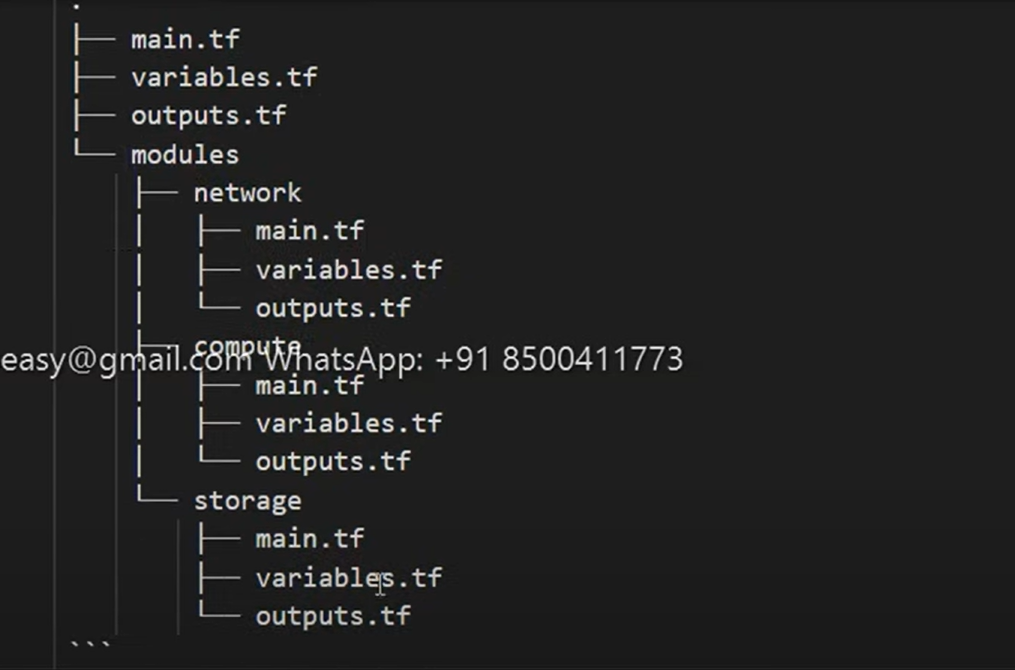 .
├── main.tf
├── variables.tf
├── outputs.tf
└── modules
├── network
│ ├── main.tf
│ ├── variables.tf
│ └── outputs.tf
├── compute
easy@gmail.com WhatsApp: +91 8500411773
│ ├── main.tf
│ ├── variables.tf
│ └── outputs.tf
└── storage
├── main.tf
├── variables.tf
└── outputs.tf
```